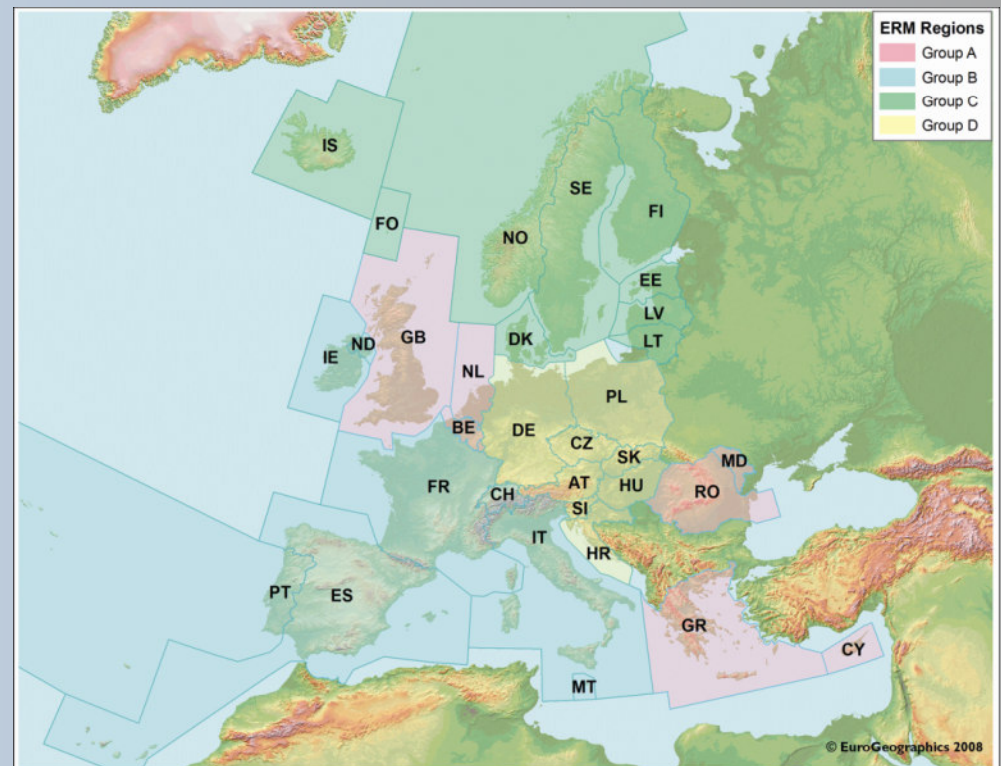 ERM Regions
Group A
Group B
Group C
Group D
IS
SE
FI
FO
NO
EE
LV
ND
GB
DK
LT
IE
NL
PL
BE
DE
CZ
SK
MD
FR
CH
AT
HU
RO
SI
IT
HR
PT
ES
GR
CY
MT
© EuroGeographics 2008